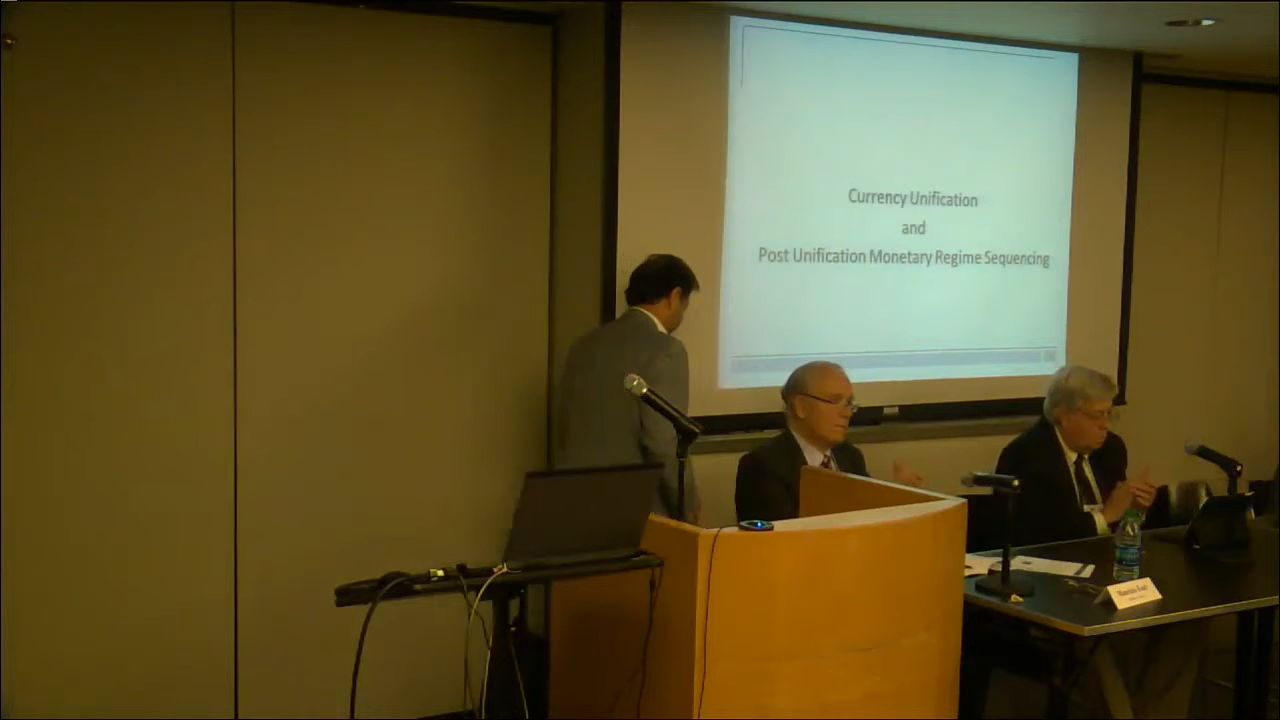 Currency Unification
and
Post Unification Monetary Regime Sequencing